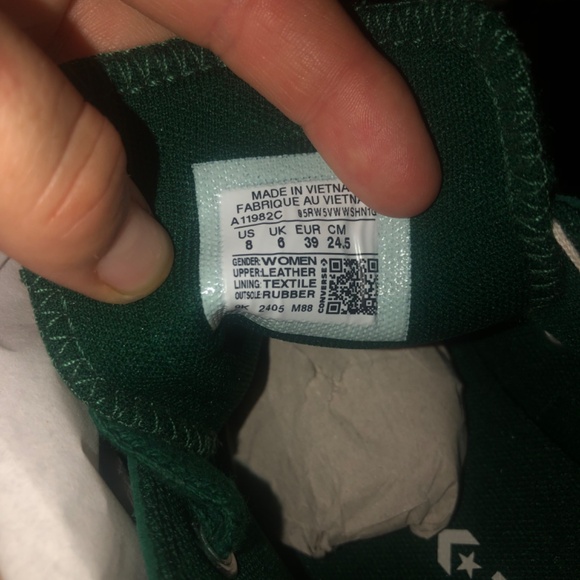 MADE IN VIETNAM
FABRIQUE AU VIETNAM
A11982C
US UK EUR CM
8 6 39 24.5
GENDER:WOMEN
UPPER:LEATHER
LINING: TEXTILE
OUTSOLE:RUBBER
CONVERSE
2405 M88